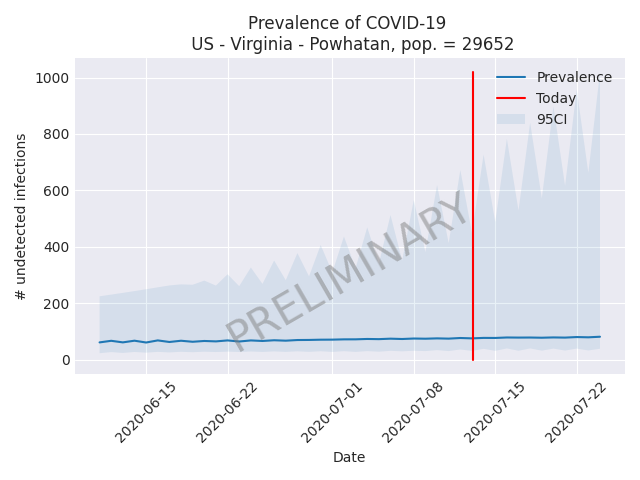 Prevalence of COVID-19
US - Virginia - Powhatan, pop. = 29652
1000
800
600
400
200
0
# undetected infections
Prevalence
Today
95CI
PRELIMINARY
2020-06-15
2020-06-22
2020-07-01
2020-07-08
2020-07-15
2020-07-22
Date